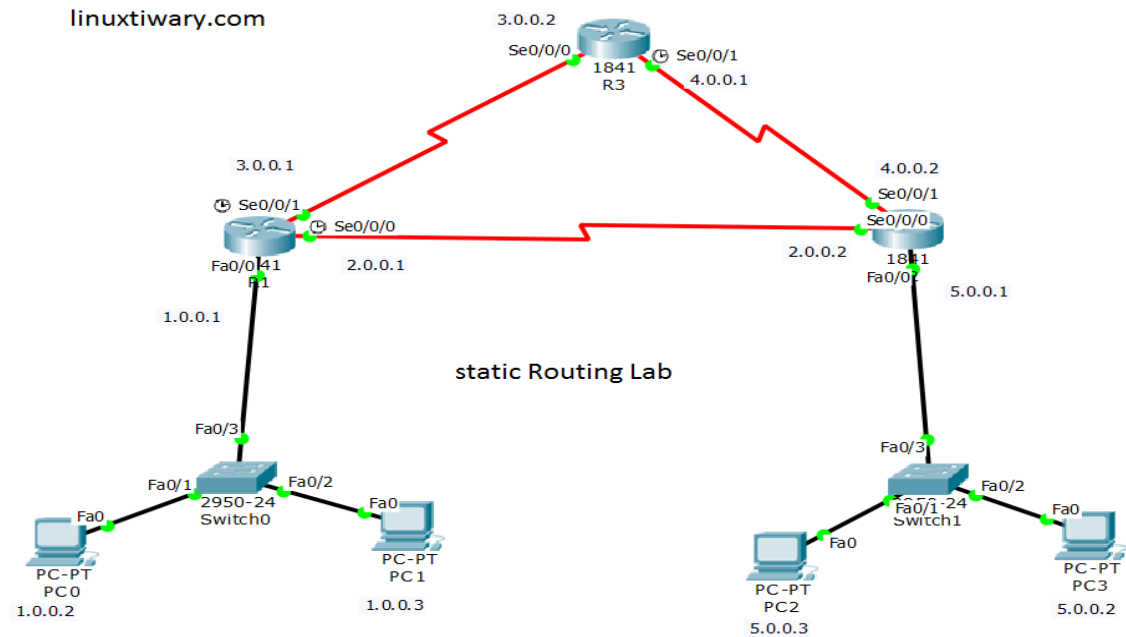 linuxtiwary.com
3.0.0.2
Se0/0/0
Se0/0/1
1841
R3
4.0.0.1
3.0.0.1
4.0.0.2
Se0/0/1
Se0/0/1
Se0/0/0
Se0/0/0
2.0.0.1
2.0.0.2
Fa0/0
41
R1
1841
Fa0/0
5.0.0.1
1.0.0.1
static Routing Lab
Fa0/3
Fa0/3
Fa0/1
Fa0/2
2950-24
Switch0
Fa0/2
Fa0/1
Switch1
Fa0
Fa0
Fa0
Fa0
PC-PT
PC0
1.0.0.2
PC-PT
PC1
1.0.0.3
PC-PT
PC2
5.0.0.3
PC-PT
PC3
5.0.0.2